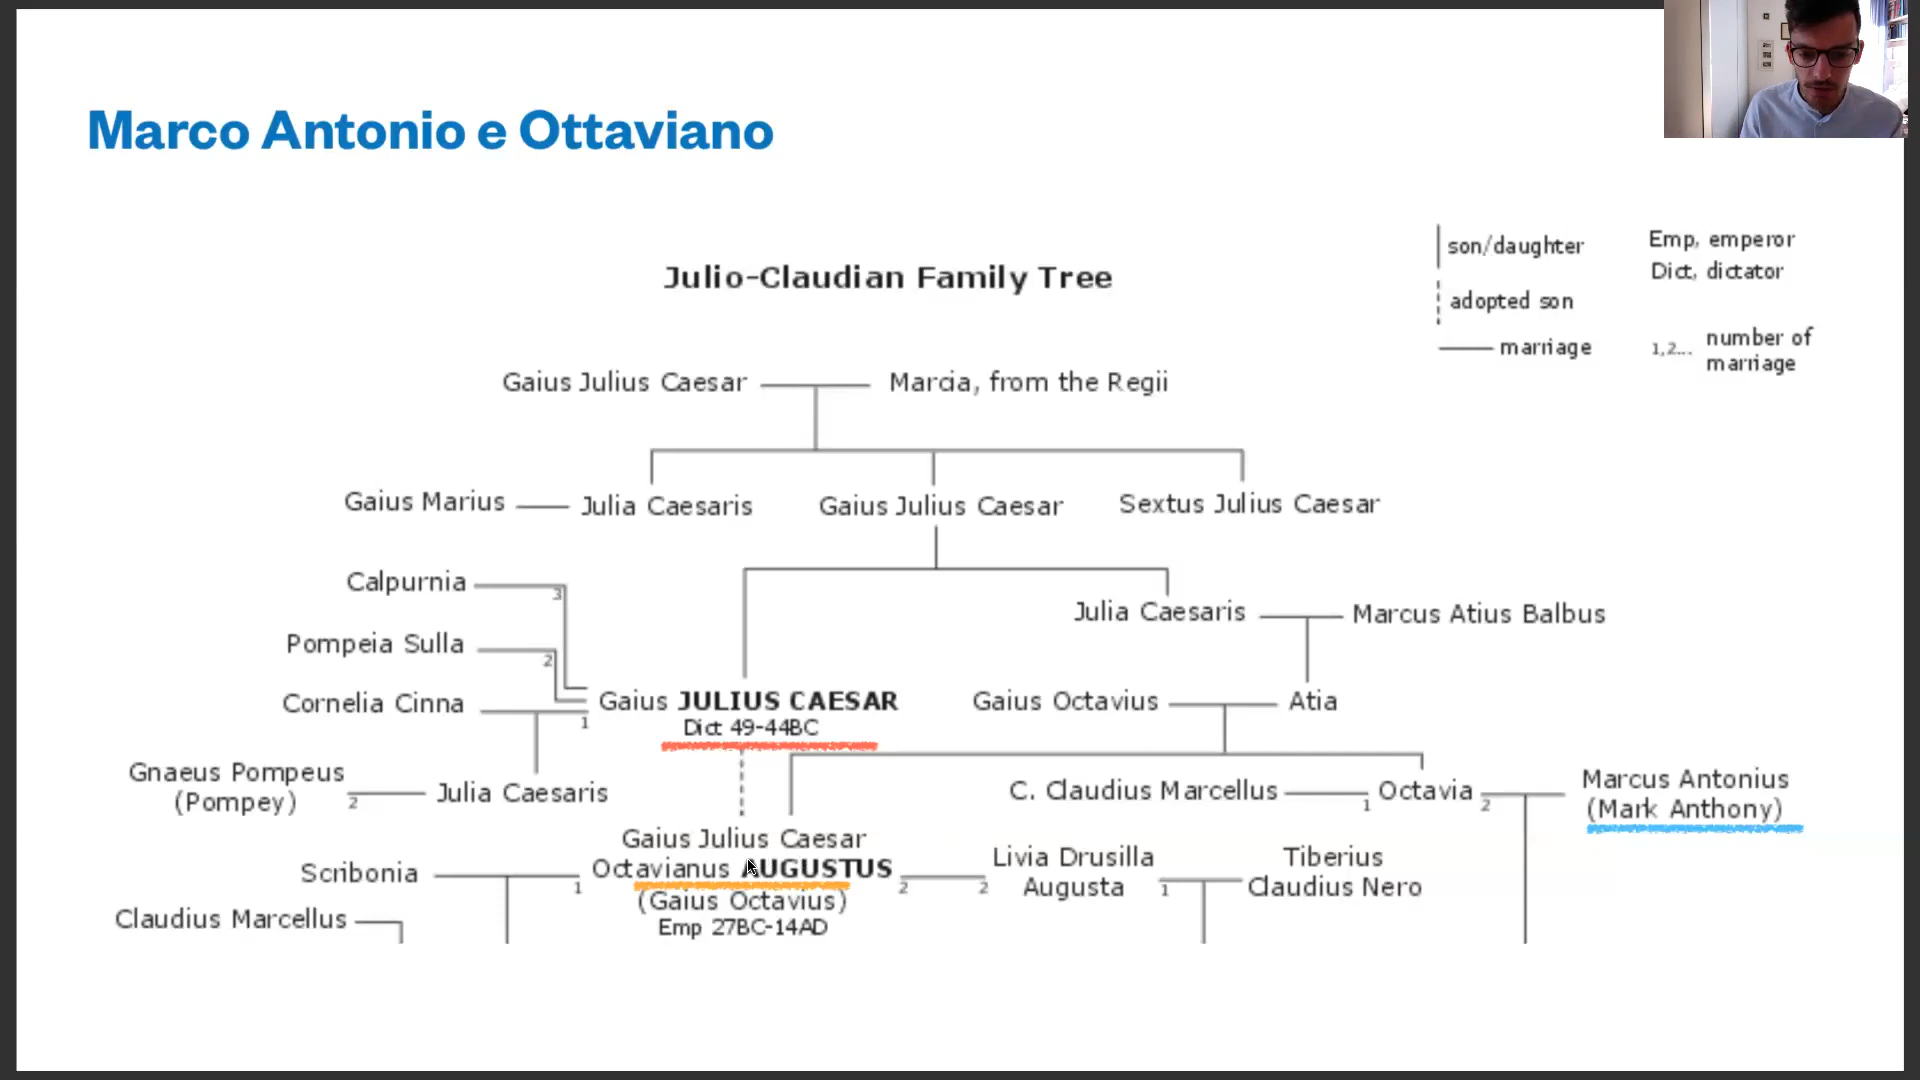 Marco Antonio e Ottaviano
son/daughter
Emp, emperor
Dict, dictator
adopted son
marriage
1,2... number of
marriage
Julio-Claudian Family Tree
Gaius Julius Caesar
Marcia, from the Regii
Gaius Marius
Julia Caesaris
Gaius Julius Caesar
Sextus Julius Caesar
Calpurnia
3
Julia Caesaris
Marcus Atius Balbus
Pompeia Sulla
2
Cornelia Cinna
1
Gaius JULIUS CAESAR
Dict 49-44BC
Gaius Octavius
Atia
Gnaeus Pompeus
(Pompey)
2
Julia Caesaris
C. Claudius Marcellus
1
Octavia
2
Marcus Antonius
(Mark Anthony)
Scribonia
1
Gaius Julius Caesar
Octavianus AUGUSTUS
(Gaius Octavius)
Emp 27BC-14AD
2
2
Livia Drusilla
Augusta
1
Tiberius
Claudius Nero
Claudius Marcellus